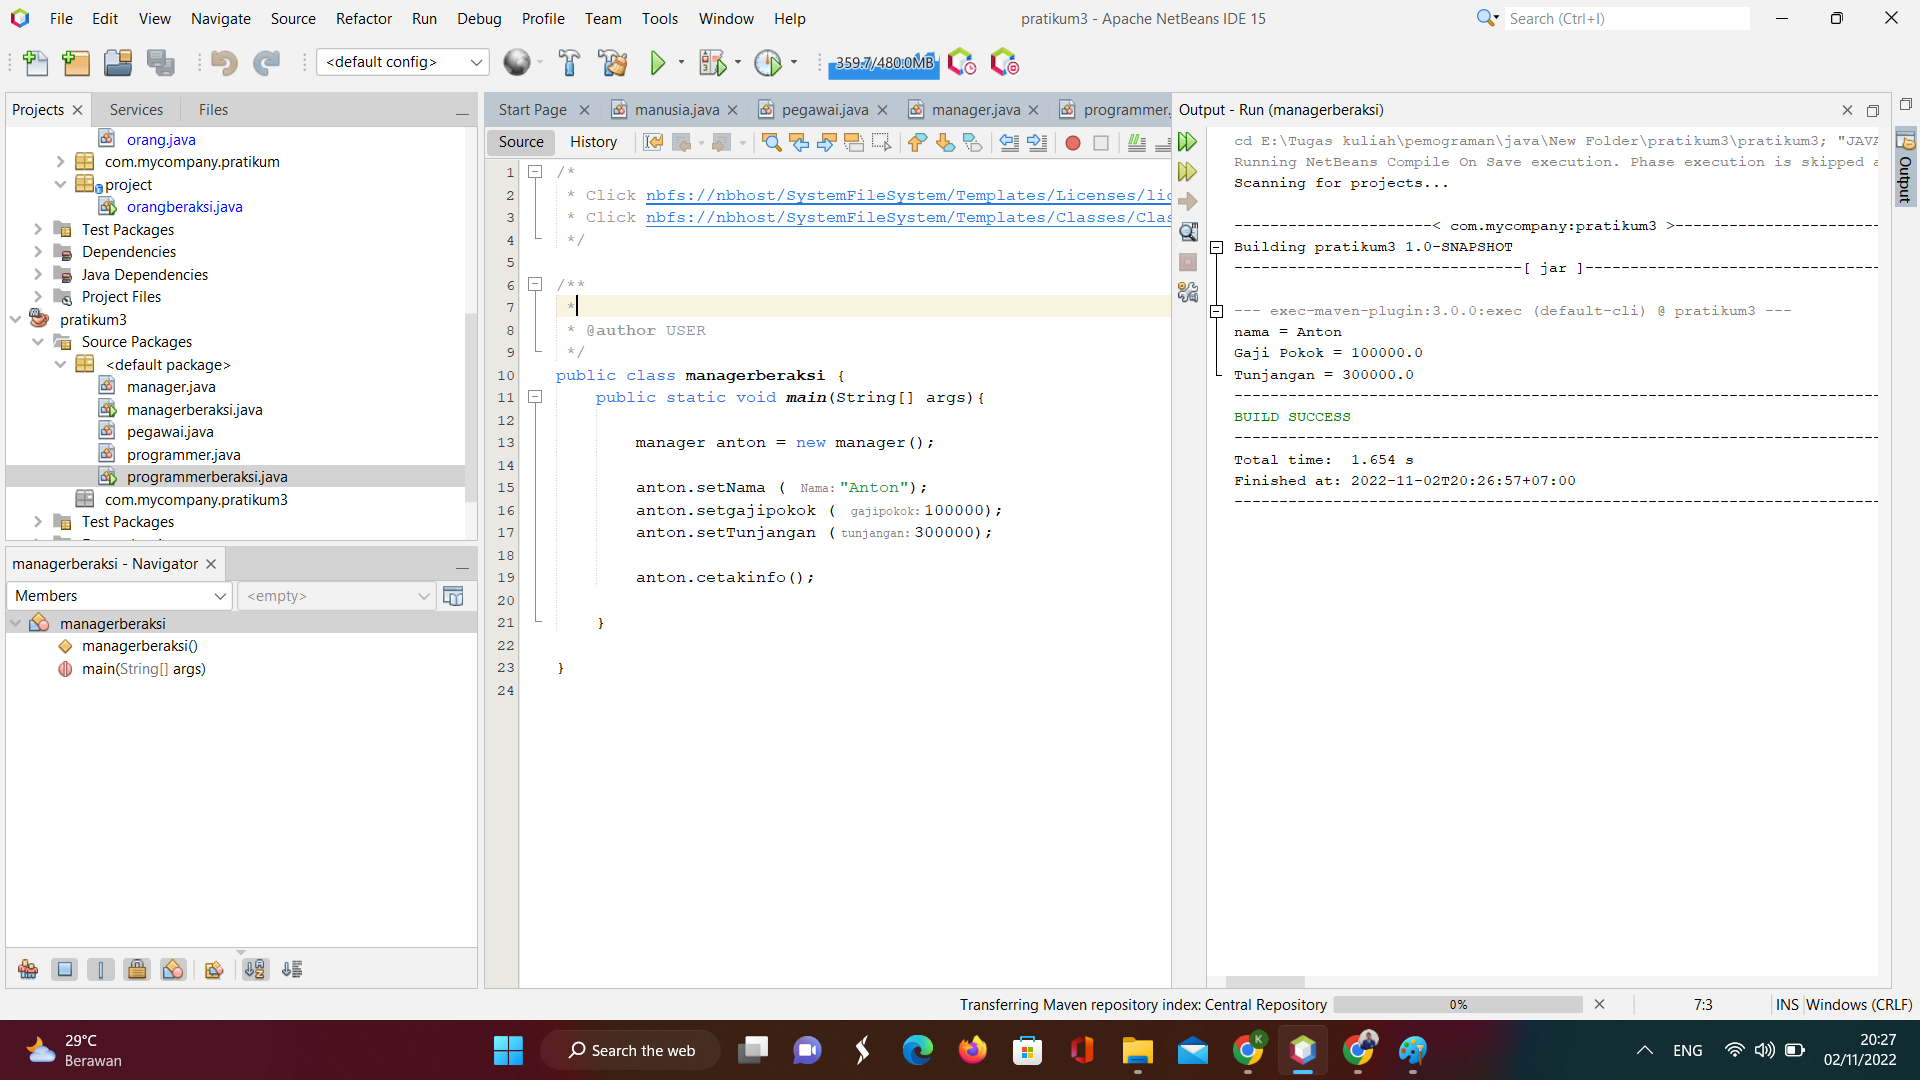 File Edit View Navigate Source Refactor Run Debug Profile Team Tools Window Help
pratikum3 - Apache NetBeans IDE 15
Search (Ctrl+I)
<default config>
359.7/480.0MB
Projects
Services
Files
orang.java
com.mycompany.pratikum
project
orangberaksi.java
Test Packages
Dependencies
Java Dependencies
Project Files
pratikum3
Source Packages
<default package>
manager.java
managerberaksi.java
pegawai.java
programmer.java
programmerberaksi.java
com.mycompany.pratikum3
Test Packages
managerberaksi - Navigator
Members
<empty>
managerberaksi
managerberaksi()
main(String[] args)
Start Page
manusia.java
pegawai.java
manager.java
programmer.
Source
History
1 /*
2 * Click nbfs://nbhost/SystemFileSystem/Templates/Licenses/lic
3 * Click nbfs://nbhost/SystemFileSystem/Templates/Classes/Clas
4 */
5
6 /**
7 *
8 * @author USER
9 */
10 public class managerberaksi {
11 public static void main(String[] args){
12
13 manager anton = new manager();
14
15 anton.setNama ( Nama: "Anton");
16 anton.setgajipokok ( gajipokok: 100000);
17 anton.setTunjangan ( tunjangan: 300000);
18
19 anton.cetakinfo();
20
21 }
22
23 }
24
Output - Run (managerberaksi)
cd E:\Tugas kuliah\pemograman\java\New Folder\pratikum3\pratikum3; "JAVA
Running NetBeans Compile On Save execution. Phase execution is skipped a
Scanning for projects...
----------------------< com.mycompany:pratikum3 >-----------------------
Building pratikum3 1.0-SNAPSHOT
--------------------------------[ jar ]---------------------------------
--- exec-maven-plugin:3.0.0:exec (default-cli) @ pratikum3 ---
nama = Anton
Gaji Pokok = 100000.0
Tunjangan = 300000.0
------------------------------------------------------------------------
BUILD SUCCESS
------------------------------------------------------------------------
Total time:  1.654 s
Finished at: 2022-11-02T20:26:57+07:00
------------------------------------------------------------------------
Output
Transferring Maven repository index: Central Repository
0%
7:3
INS
Windows (CRLF)
29°C
Berawan
Search the web
K
ENG
20:27
02/11/2022